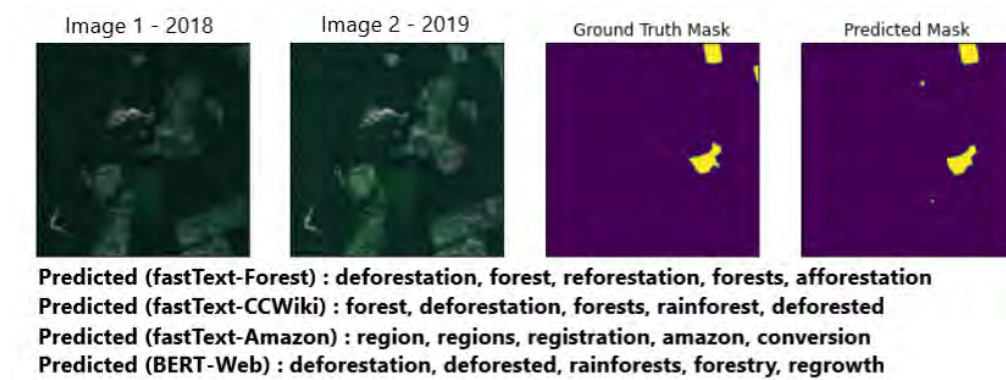 Image 1 - 2018 Image 2 - 2019 Ground Truth Mask Predicted Mask
Predicted (fastText-Forest) : deforestation, forest, reforestation, forests, afforestation
Predicted (fastText-CCWiki) : forest, deforestation, forests, rainforest, deforested
Predicted (fastText-Amazon) : region, regions, registration, amazon, conversion
Predicted (BERT-Web) : deforestation, deforested, rainforests, forestry, regrowth